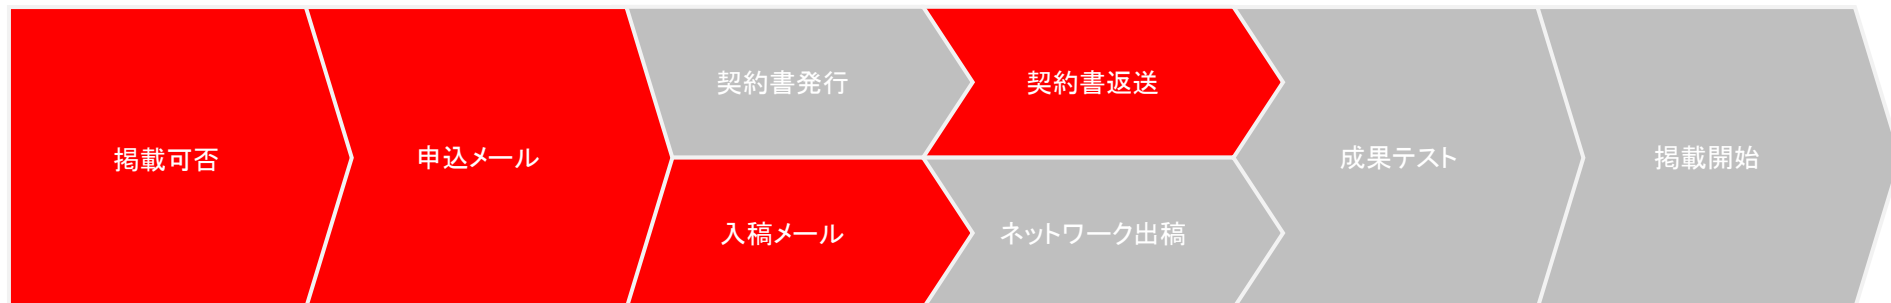 掲載可否
申込メール
契約書発行
契約書返送
入稿メール
ネットワーク出稿
成果テスト
掲載開始